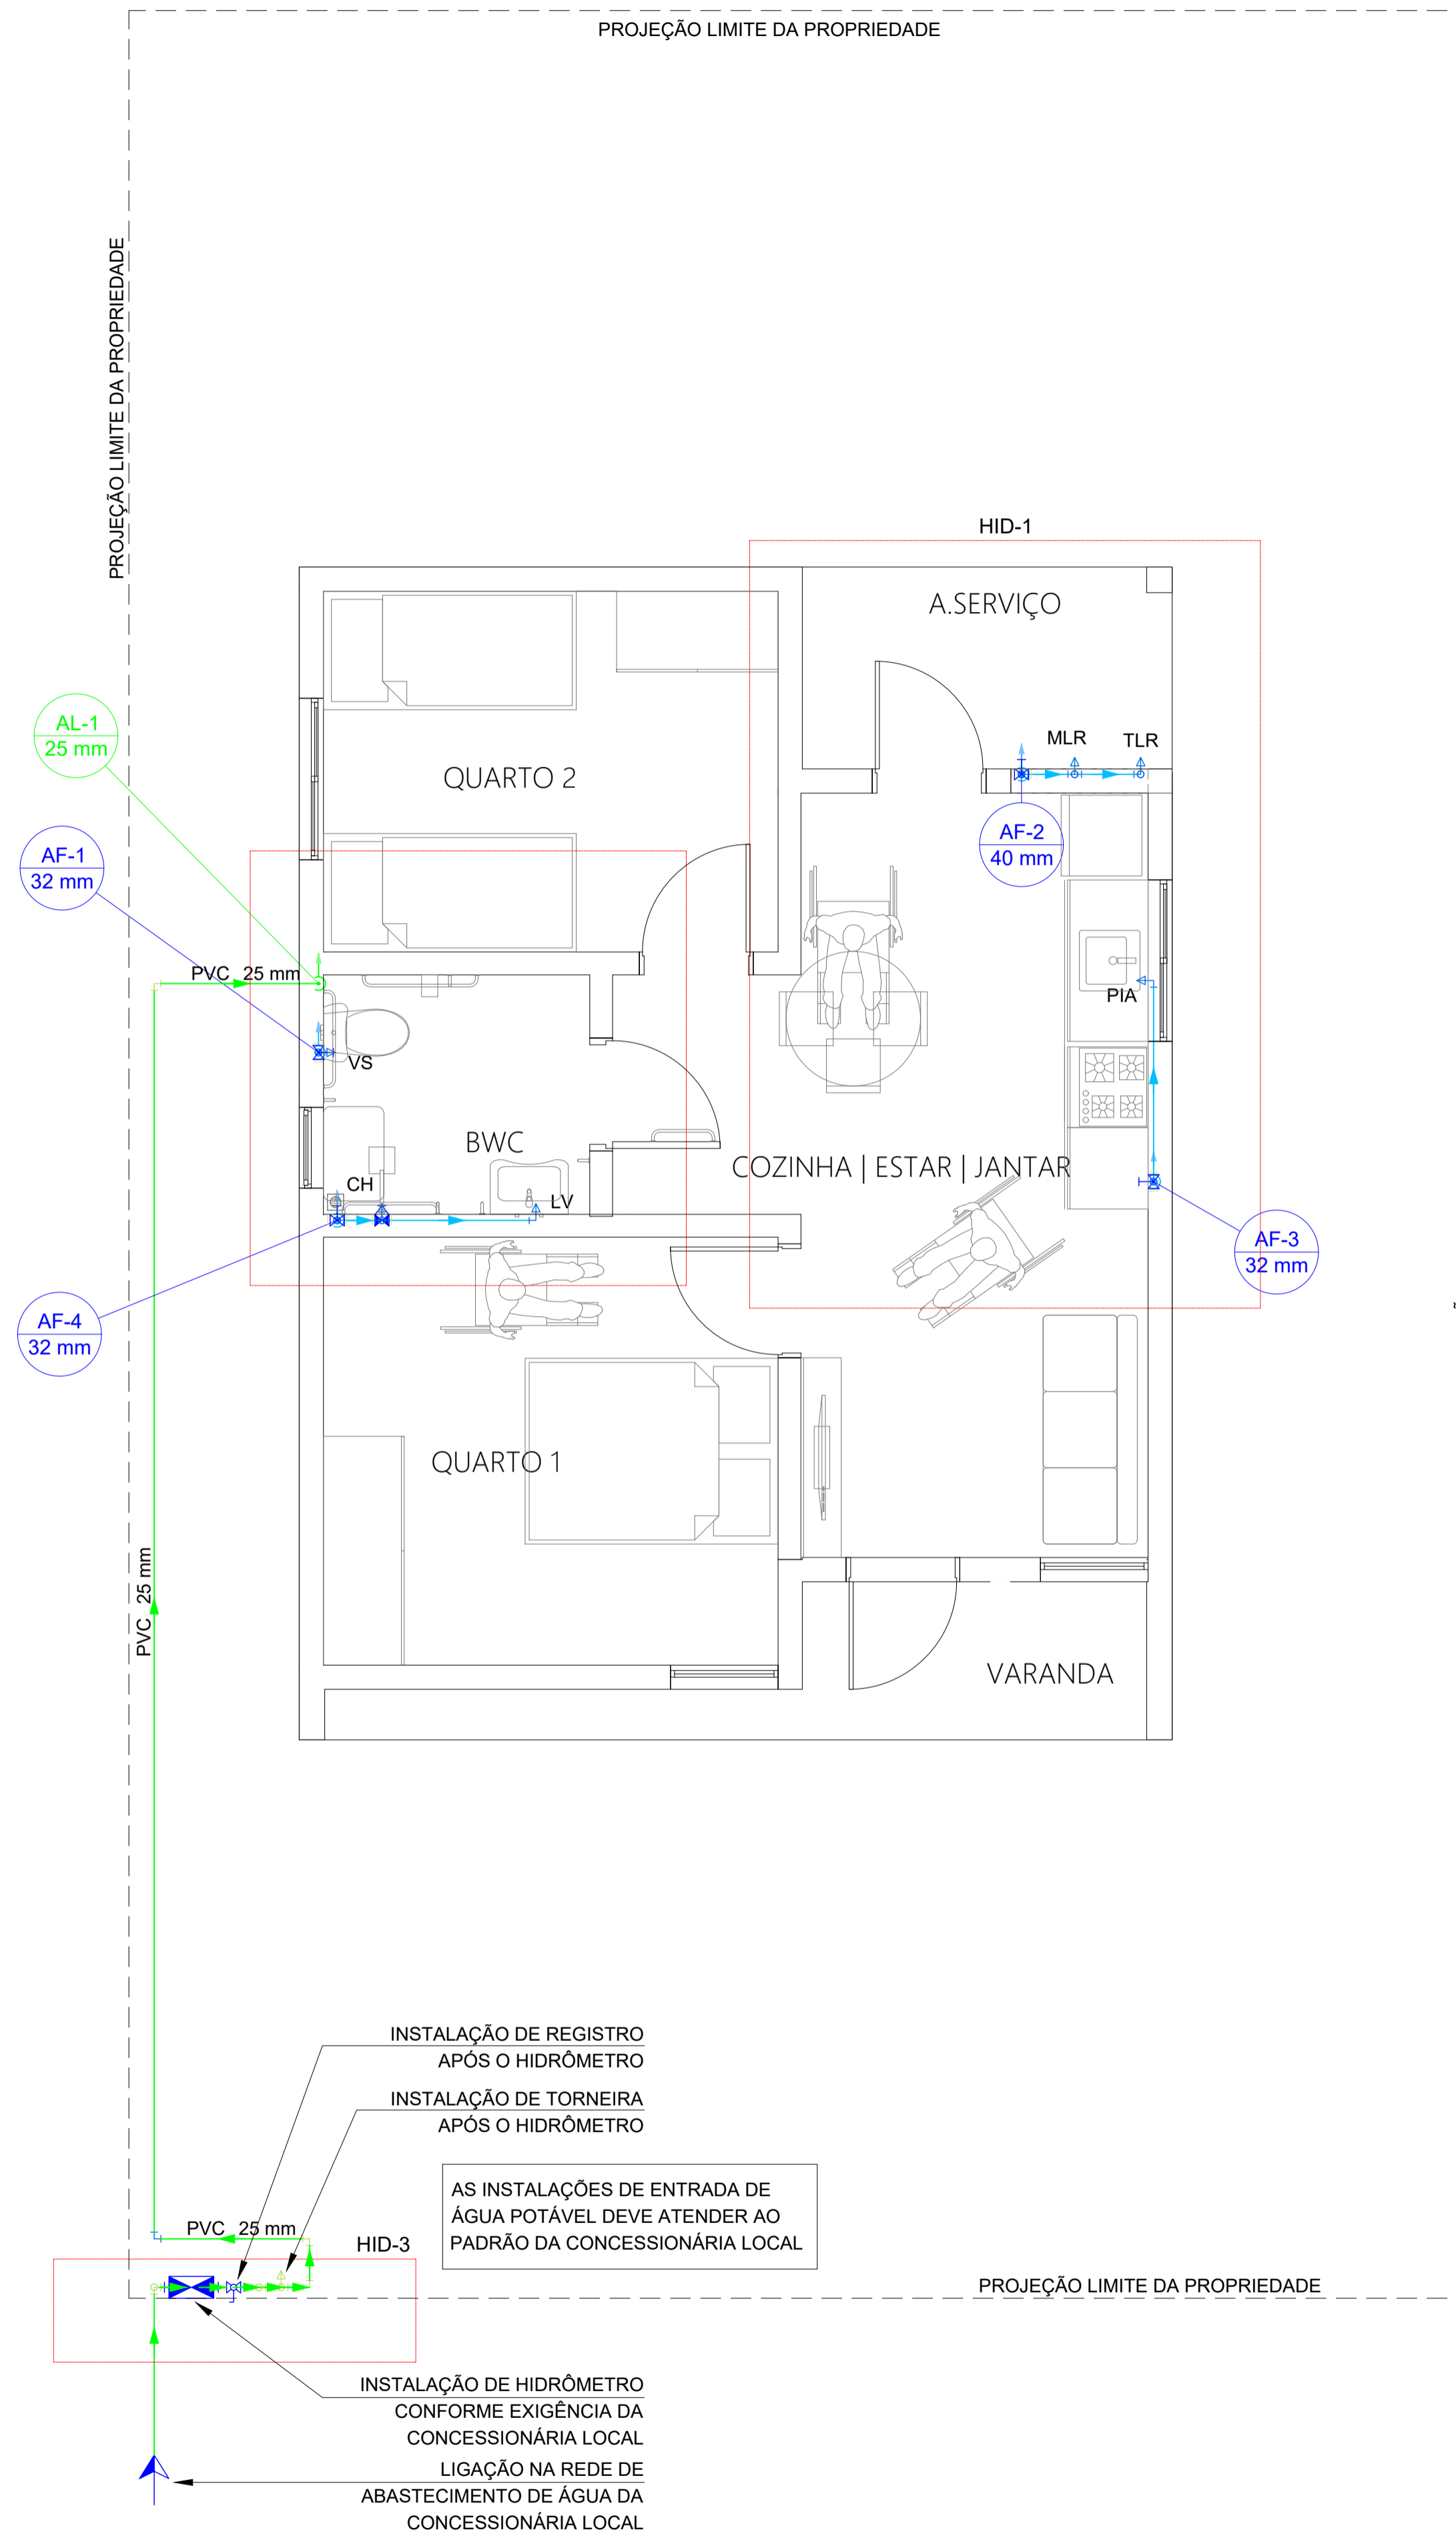 PROJEÇÃO LIMITE DA PROPRIEDADE
PROJEÇÃO LIMITE DA PROPRIEDADE
HID-1
A.SERVIÇO
AL-1
25 mm
MLR
TLR
QUARTO 2
AF-2
40 mm
AF-1
32 mm
PVC 25 mm
PIA
VS
BWC
COZINHA | ESTAR | JANTAR
CH
LV
AF-3
32 mm
AF-4
32 mm
QUARTO 1
PVC 25 mm
VARANDA
INSTALAÇÃO DE REGISTRO
APÓS O HIDRÔMETRO
INSTALAÇÃO DE TORNEIRA
APÓS O HIDRÔMETRO
AS INSTALAÇÕES DE ENTRADA DE
ÁGUA POTÁVEL DEVE ATENDER AO
PADRÃO DA CONCESSIONÁRIA LOCAL
PVC 25 mm
HID-3
PROJEÇÃO LIMITE DA PROPRIEDADE
INSTALAÇÃO DE HIDRÔMETRO
CONFORME EXIGÊNCIA DA
CONCESSIONÁRIA LOCAL
LIGAÇÃO NA REDE DE
ABASTECIMENTO DE ÁGUA DA
CONCESSIONÁRIA LOCAL